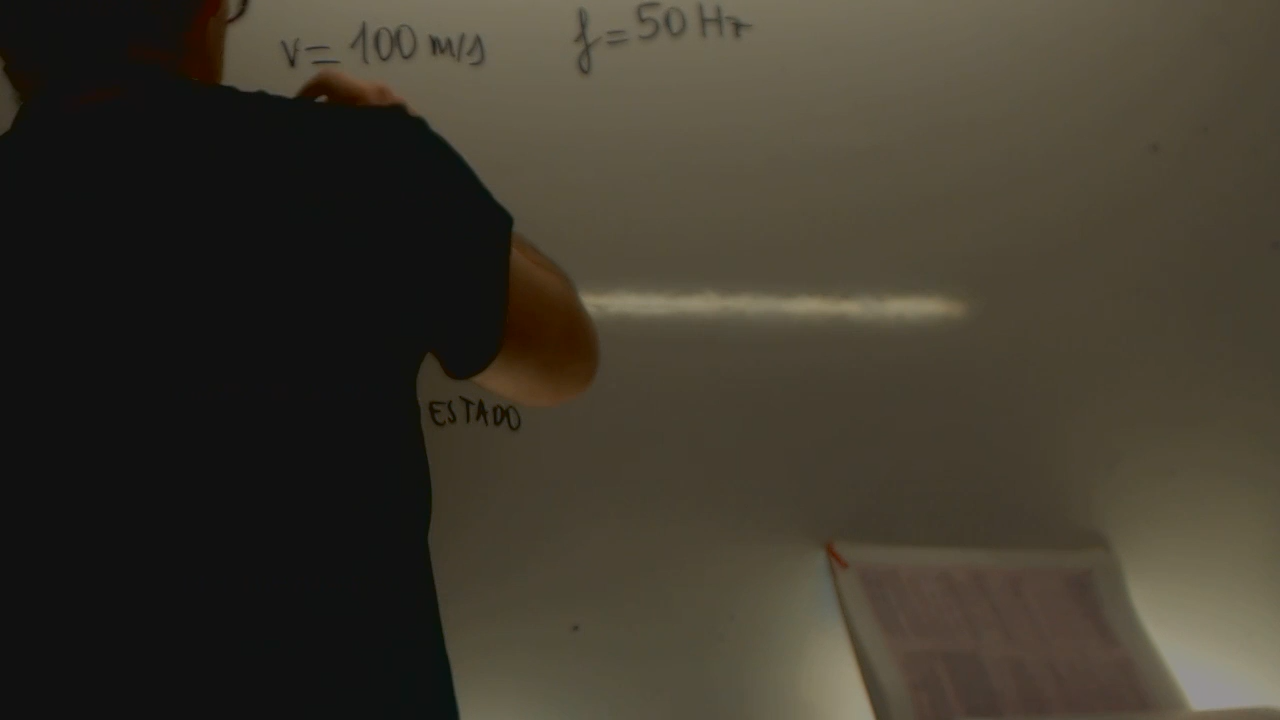 v = 100 m/s f = 50 Hz
ESTADO